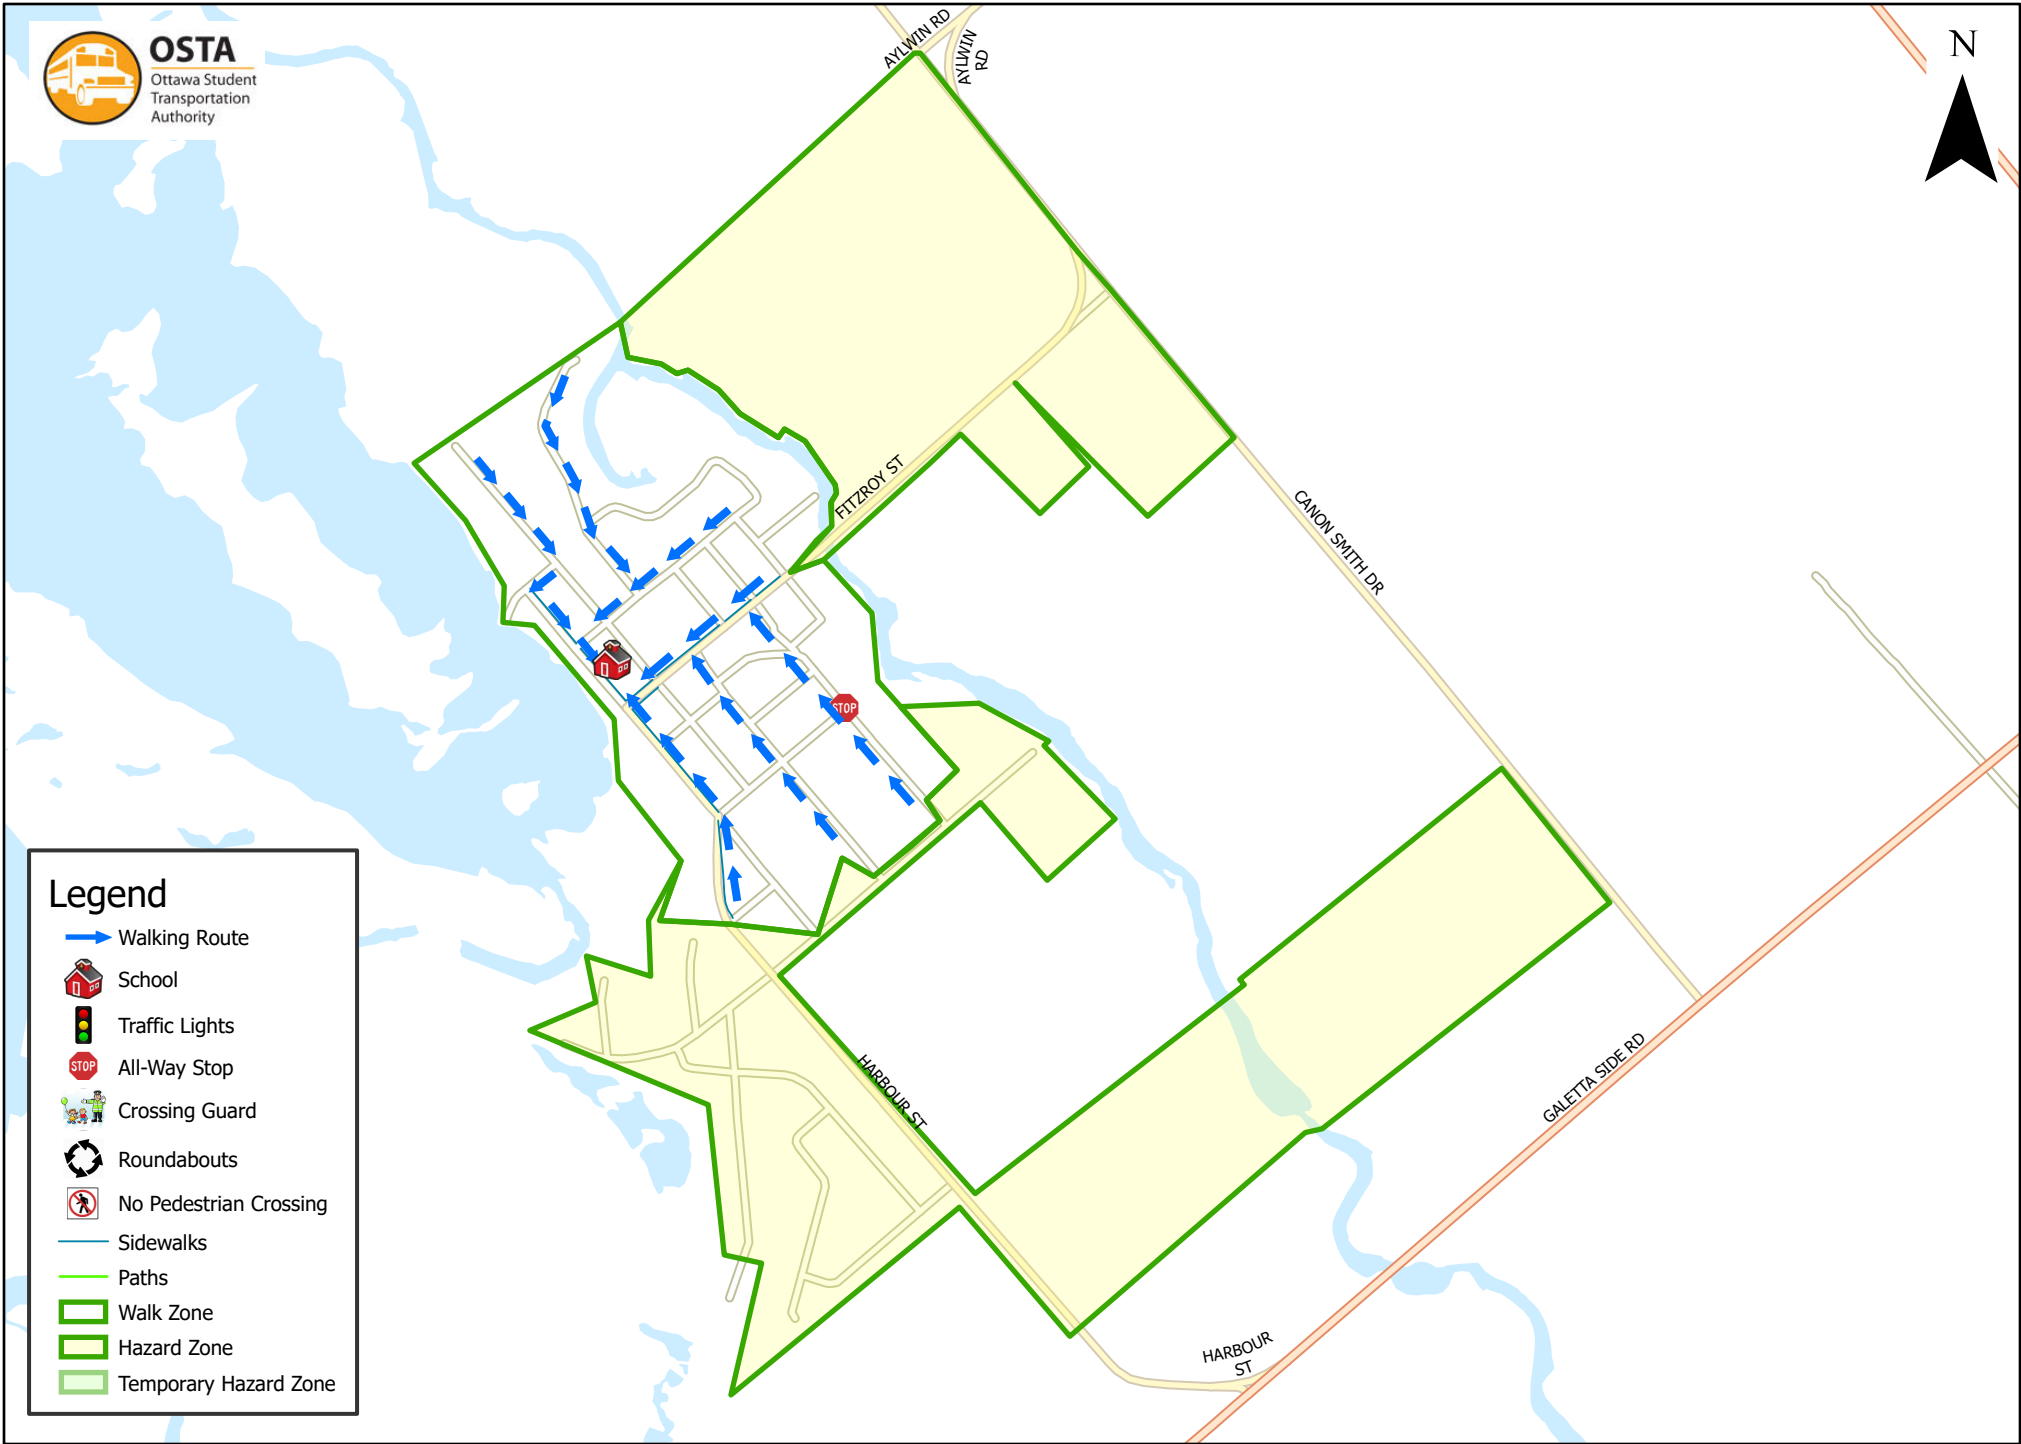 OSTA
Ottawa Student
Transportation
Authority
AYLWIN RD
AYLWIN
RD
N
FITZROY ST
CANON SMITH DR
STOP
HARBOUR ST
GALETTA SIDE RD
HARBOUR
ST
Legend
Walking Route
School
Traffic Lights
STOP
All-Way Stop
Crossing Guard
Roundabouts
No Pedestrian Crossing
Sidewalks
Paths
Walk Zone
Hazard Zone
Temporary Hazard Zone